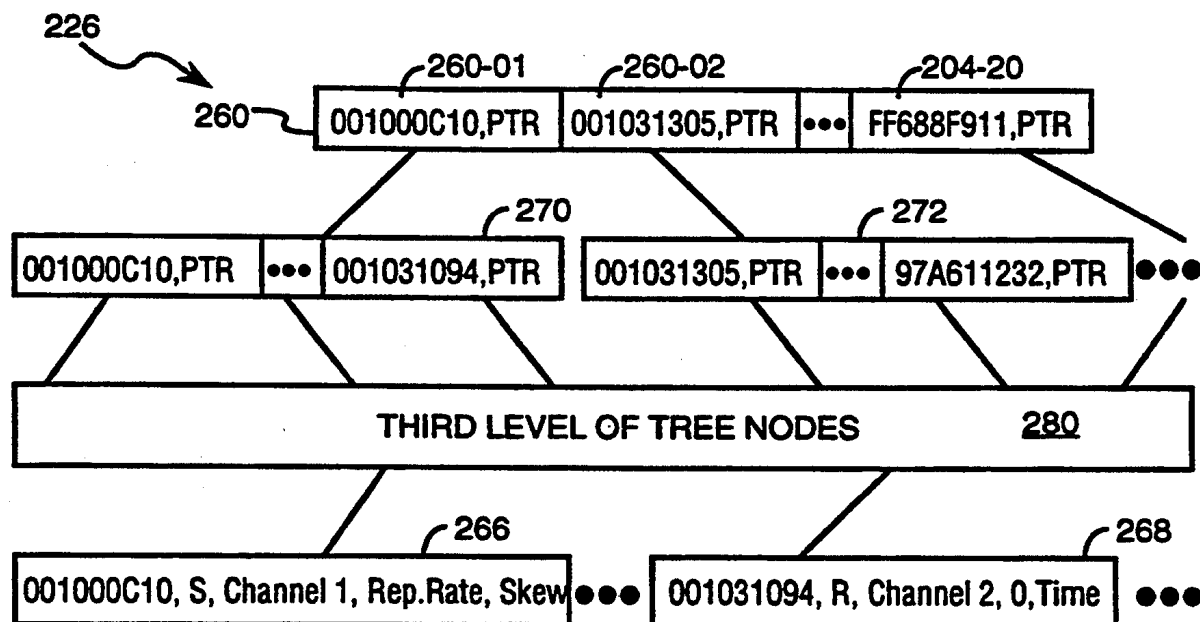 226
260-01 260-02 204-20
260 001000C10,PTR 001031305,PTR ••• FF688F911,PTR
270 272
001000C10,PTR ••• 001031094,PTR 001031305,PTR ••• 97A611232,PTR •••
THIRD LEVEL OF TREE NODES 280
266 268
001000C10, S, Channel 1, Rep.Rate, Skew ••• 001031094, R, Channel 2, 0,Time •••